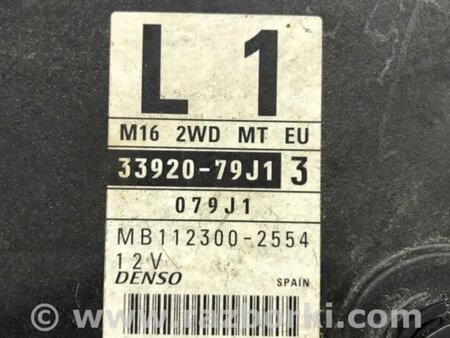 L 1
M16 2WD MT EU
33920-79J1 3
079J1
MB112300-2554
12V
DENSO SPAIN
© www.razborki.com